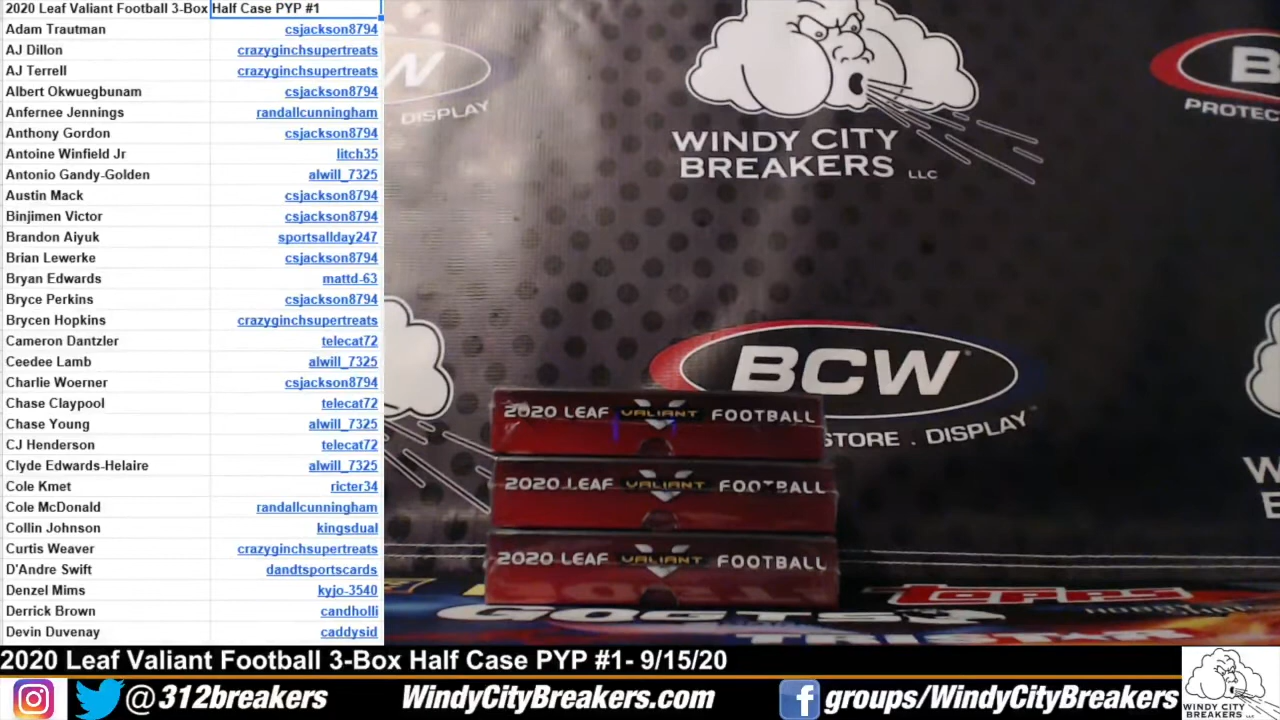 2020 Leaf Valiant Football 3-Box Half Case PYP #1
Adam Trautman csjackson8794
AJ Dillon crazyginchsupertreats
AJ Terrell crazyginchsupertreats
Albert Okwuegbunam csjackson8794
Anfernee Jennings randallcunningham
Anthony Gordon csjackson8794
Antoine Winfield Jr litch35
Antonio Gandy-Golden alwill_7325
Austin Mack csjackson8794
Binjimen Victor csjackson8794
Brandon Aiyuk sportsallday247
Brian Lewerke csjackson8794
Bryan Edwards mattd-63
Bryce Perkins csjackson8794
Brycen Hopkins crazyginchsupertreats
Cameron Dantzler telecat72
Ceedee Lamb alwill_7325
Charlie Woerner csjackson8794
Chase Claypool telecat72
Chase Young alwill_7325
CJ Henderson telecat72
Clyde Edwards-Helaire alwill_7325
Cole Kmet ricter34
Cole McDonald randallcunningham
Collin Johnson kingsdual
Curtis Weaver crazyginchsupertreats
D'Andre Swift dandtsportscards
Denzel Mims kyjo-3540
Derrick Brown candholli
Devin Duvenay caddysid
DISPLAY
PROTEC
WINDY CITY
BREAKERS LLC
BCW
STORE . DISPLAY
2020 LEAF VALIANT FOOTBALL
2020 LEAF VALIANT FOOTBALL
2020 LEAF VALIANT FOOTBALL
TOPPS
TRISTAR
2020 Leaf Valiant Football 3-Box Half Case PYP #1- 9/15/20
@312breakers WindyCityBreakers.com groups/WindyCityBreakers
WINDY CITY
BREAKERS LLC